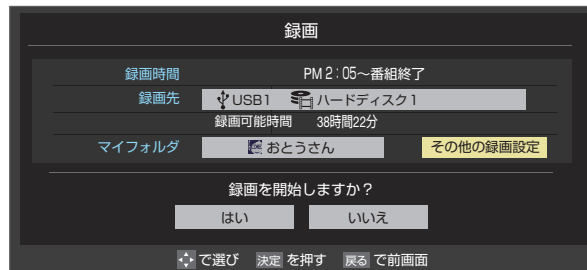 録画
録画時間 PM 2:05～番組終了
録画先 USB1 ハードディスク1
録画可能時間 38時間22分
マイフォルダ おとうさん その他の録画設定
録画を開始しますか？
はい いいえ
で選び 決定 を押す 戻る で前画面